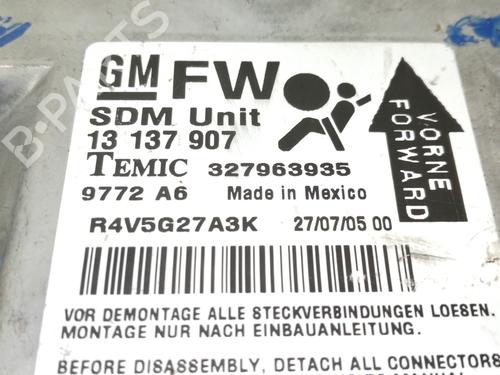 GM FW
SDM Unit
13 137 907
TEMIC 327963935
9772 A6 Made in Mexico
R4V5G27A3K 27/07/05 00
VORNE
FORWARD
VOR DEMONTAGE ALLE STECKVERBINDUNGEN LOESEN.
MONTAGE NUR NACH EINBAUANLEITUNG.
BEFORE DISASSEMBLY, DETACH ALL CONNECTORS
B-PARTS